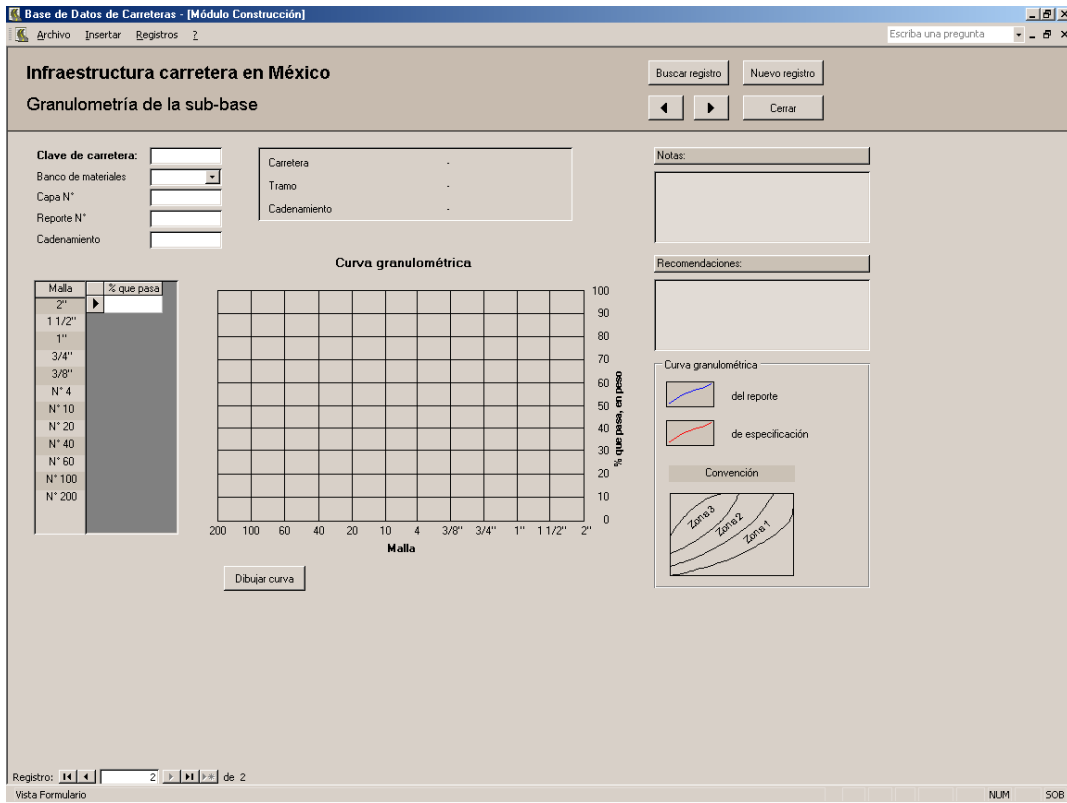 Base de Datos de Carreteras - [Módulo Construcción]
Archivo Insertar Registros ?
Escriba una pregunta
Infraestructura carretera en México
Granulometría de la sub-base
Buscar registro
Nuevo registro
Cerrar
Clave de carretera:
Banco de materiales
Capa N°
Reporte N°
Cadenamiento
Carretera -
Tramo -
Cadenamiento -
Notas:
Recomendaciones:
Curva granulométrica
Malla % que pasa
2"
1 1/2"
1"
3/4"
3/8"
N° 4
N° 10
N° 20
N° 40
N° 60
N° 100
N° 200
100
90
80
70
60
50
40
30
20
10
0
% que pasa, en peso
200 100 60 40 20 10 4 3/8" 3/4" 1" 1 1/2" 2"
Malla
Dibujar curva
Curva granulométrica
del reporte
de especificación
Convención
Zona 3
Zona 2
Zona 1
Registro: 2 de 2
Vista Formulario
NUM SOB